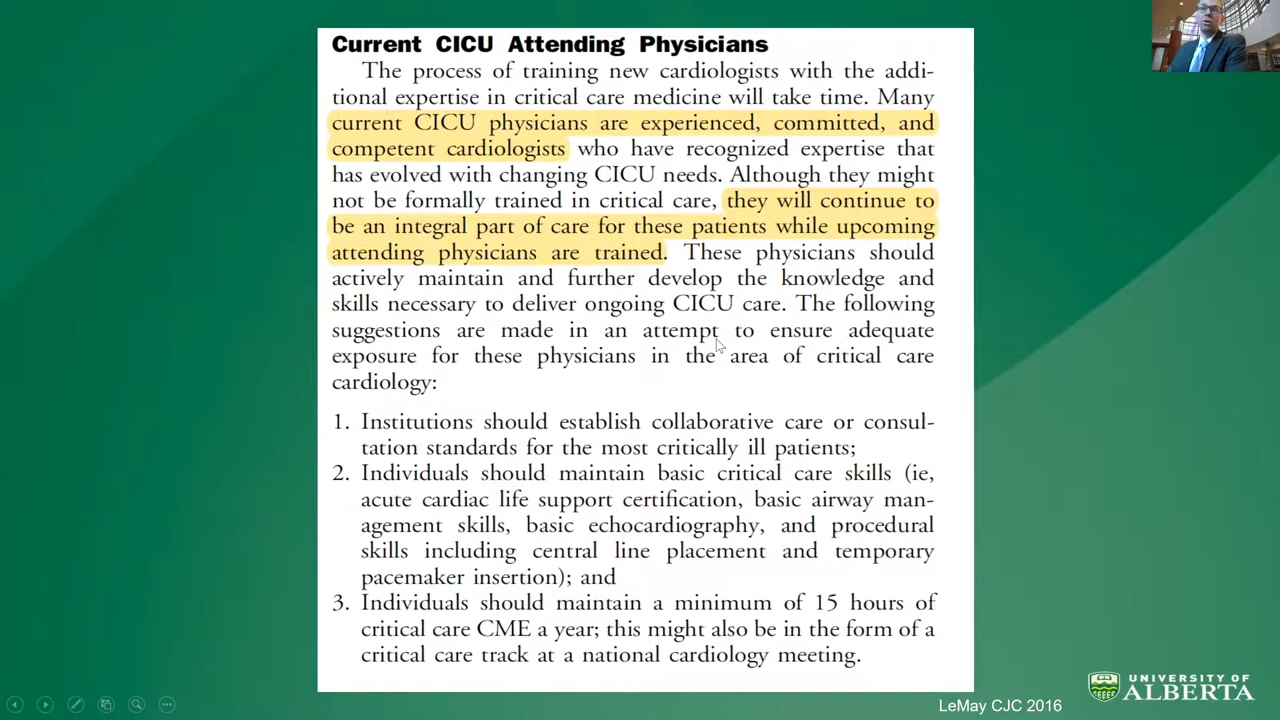 Current CICU Attending Physicians
The process of training new cardiologists with the addi-
tional expertise in critical care medicine will take time. Many
current CICU physicians are experienced, committed, and
competent cardiologists who have recognized expertise that
has evolved with changing CICU needs. Although they might
not be formally trained in critical care, they will continue to
be an integral part of care for these patients while upcoming
attending physicians are trained. These physicians should
actively maintain and further develop the knowledge and
skills necessary to deliver ongoing CICU care. The following
suggestions are made in an attempt to ensure adequate
exposure for these physicians in the area of critical care
cardiology:
1. Institutions should establish collaborative care or consul-
tation standards for the most critically ill patients;
2. Individuals should maintain basic critical care skills (ie,
acute cardiac life support certification, basic airway man-
agement skills, basic echocardiography, and procedural
skills including central line placement and temporary
pacemaker insertion); and
3. Individuals should maintain a minimum of 15 hours of
critical care CME a year; this might also be in the form of a
critical care track at a national cardiology meeting.
UNIVERSITY OF
ALBERTA
LeMay CJC 2016